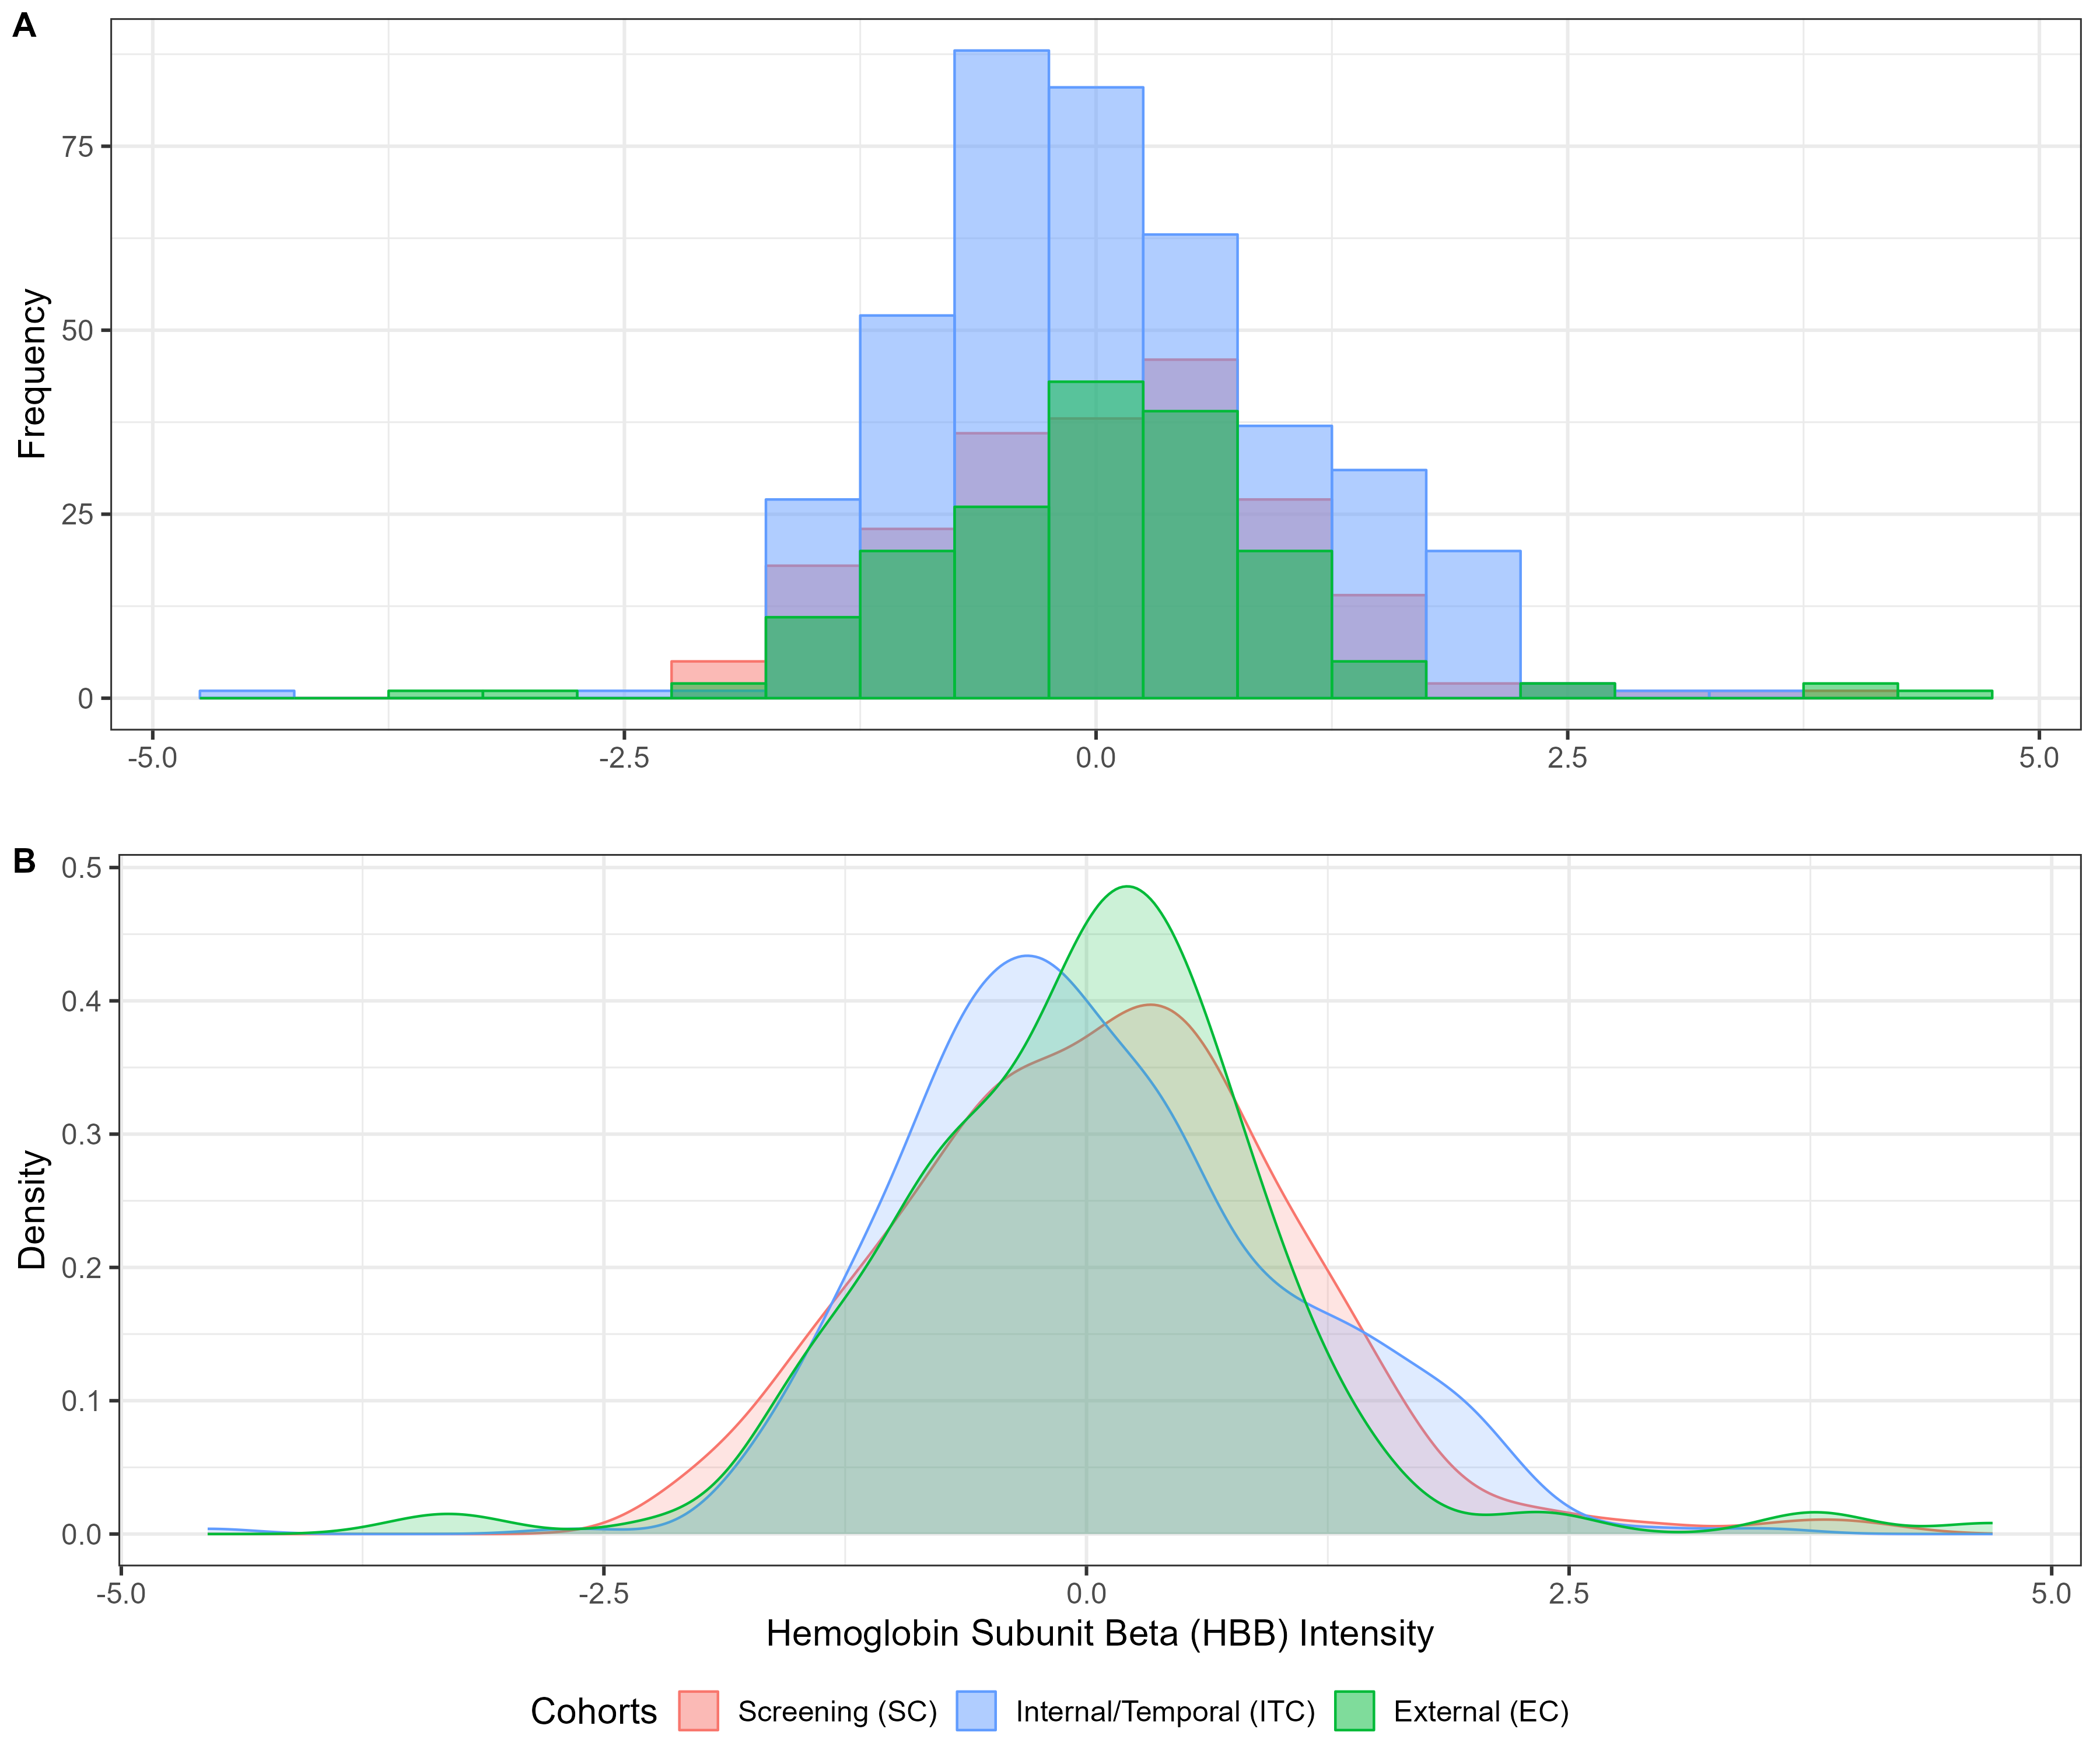 A
75
50
25
0
Frequency
-5.0 -2.5 0.0 2.5 5.0
B
0.5
0.4
0.3
0.2
0.1
0.0
Density
-5.0 -2.5 0.0 2.5 5.0
Hemoglobin Subunit Beta (HBB) Intensity
Cohorts Screening (SC) Internal/Temporal (ITC) External (EC)